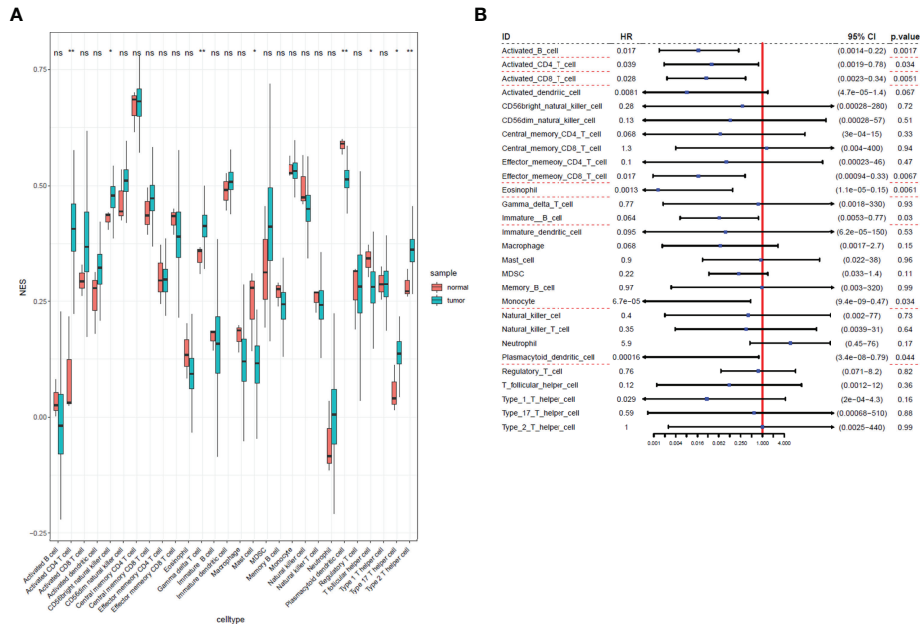 A
ns ** ns ns * ns ns ns ns ns ns ** ns ns ns * ns ns ns ns ns ns ** ns * ns * **
0.75
0.50
0.25
0.00
−0.25
NES
sample
normal
tumor
Activated B cell
Activated CD4 T cell
Activated CD8 T cell
Activated dendritic cell
CD56bright natural killer cell
CD56dim natural killer cell
Central memory CD4 T cell
Central memory CD8 T cell
Effector memeory CD4 T cell
Effector memeory CD8 T cell
Eosinophil
Gamma delta T cell
Immature B cell
Immature dendritic cell
Macrophage
Mast cell
MDSC
Memory B cell
Monocyte
Natural killer cell
Natural killer T cell
Neutrophil
Plasmacytoid dendritic cell
Regulatory T cell
T follicular helper cell
Type 1 T helper cell
Type 17 T helper cell
Type 2 T helper cell
celltype
B
ID HR 95% CI p.value
Activated_B_cell 0.017 (0.0014−0.22) 0.0017
Activated_CD4_T_cell 0.039 (0.0019−0.78) 0.034
Activated_CD8_T_cell 0.028 (0.0023−0.34) 0.0051
Activated_dendritic_cell 0.0081 (4.7e−05−1.4) 0.067
CD56bright_natural_killer_cell 0.28 (0.00028−280) 0.72
CD56dim_natural_killer_cell 0.13 (0.00028−57) 0.51
Central_memory_CD4_T_cell 0.068 (3e−04−15) 0.33
Central_memory_CD8_T_cell 1.3 (0.004−400) 0.94
Effector_memeory_CD4_T_cell 0.1 (0.00023−46) 0.47
Effector_memeory_CD8_T_cell 0.017 (0.00094−0.33) 0.0067
Eosinophil 0.0013 (1.1e−05−0.15) 0.0061
Gamma_delta_T_cell 0.77 (0.0018−330) 0.93
Immature__B_cell 0.064 (0.0053−0.77) 0.03
Immature_dendritic_cell 0.095 (6.2e−05−150) 0.53
Macrophage 0.068 (0.0017−2.7) 0.15
Mast_cell 0.9 (0.022−38) 0.96
MDSC 0.22 (0.033−1.4) 0.11
Memory_B_cell 0.97 (0.003−320) 0.99
Monocyte 6.7e−05 (9.4e−09−0.47) 0.034
Natural_killer_cell 0.4 (0.002−77) 0.73
Natural_killer_T_cell 0.35 (0.0039−31) 0.64
Neutrophil 5.9 (0.45−76) 0.17
Plasmacytoid_dendritic_cell 0.00016 (3.4e−08−0.79) 0.044
Regulatory_T_cell 0.76 (0.071−8.2) 0.82
T_follicular_helper_cell 0.12 (0.0012−12) 0.36
Type_1_T_helper_cell 0.029 (2e−04−4.3) 0.16
Type_17_T_helper_cell 0.59 (0.00068−510) 0.88
Type_2_T_helper_cell 1 (0.0025−440) 0.99
0.001 0.004 0.0025 1.000 4.000